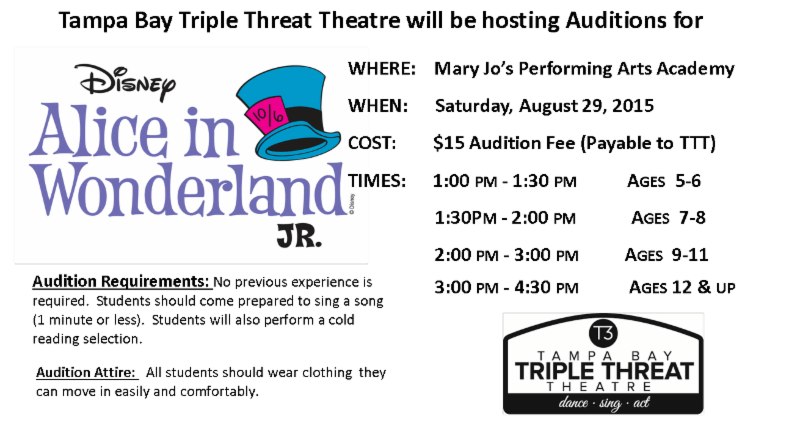 Tampa Bay Triple Threat Theatre will be hosting Auditions for
Disney
Alice in
Wonderland
JR.
10/6
© Disney
WHERE: Mary Jo's Performing Arts Academy
WHEN: Saturday, August 29, 2015
COST: $15 Audition Fee (Payable to TTT)
TIMES: 1:00 PM - 1:30 PM AGES 5-6
1:30PM - 2:00 PM AGES 7-8
2:00 PM - 3:00 PM AGES 9-11
3:00 PM - 4:30 PM AGES 12 & UP
Audition Requirements: No previous experience is
required. Students should come prepared to sing a song
(1 minute or less). Students will also perform a cold
reading selection.
Audition Attire: All students should wear clothing they
can move in easily and comfortably.
T3
TAMPA BAY
TRIPLE THREAT
THEATRE
dance · sing · act